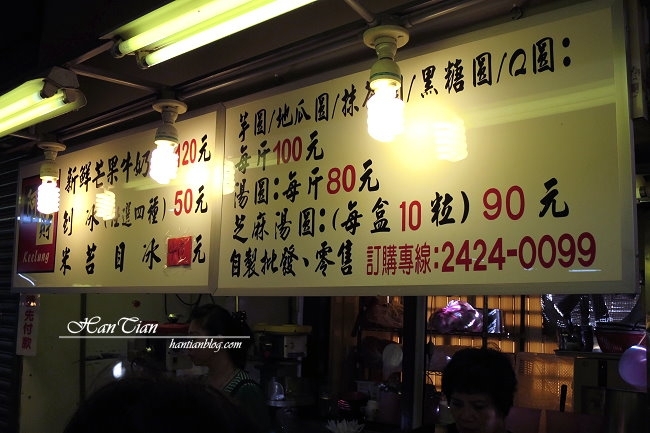 新鮮芒果牛奶 120元
刨冰(任選四種)50元
米苔目冰 元
財
Keelung
先付款
芋圓/地瓜圓/抹 圓/黑糖圓/Q圓:
每斤100元
湯圓:每斤80元
芝麻湯圓:(每盒10粒)90元
自製批發、零售 訂購專線:2424-0099
HanTian
hantianblog.com